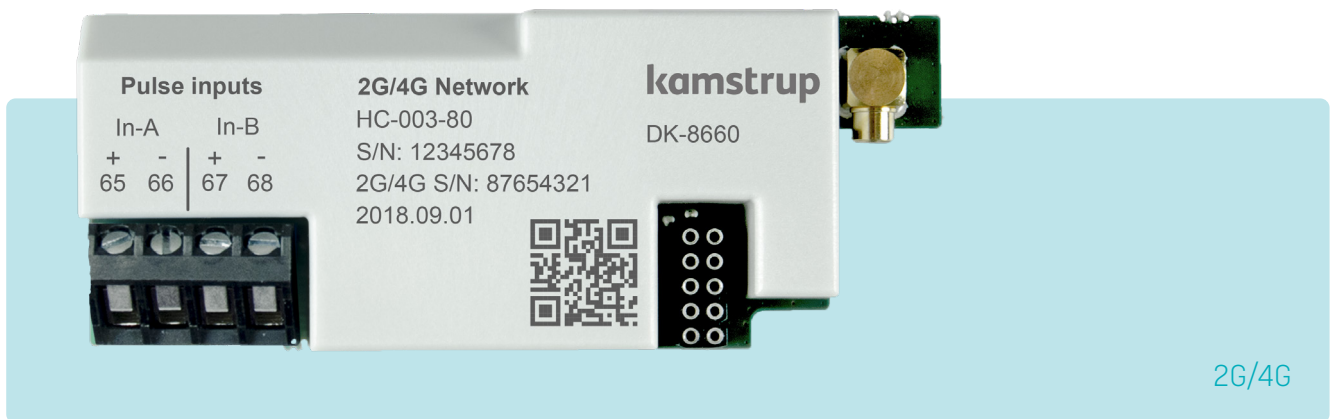 Pulse inputs
In-A In-B
+ - + -
65 66 67 68
2G/4G Network
HC-003-80
S/N: 12345678
2G/4G S/N: 87654321
2018.09.01
kamstrup
DK-8660
2G/4G